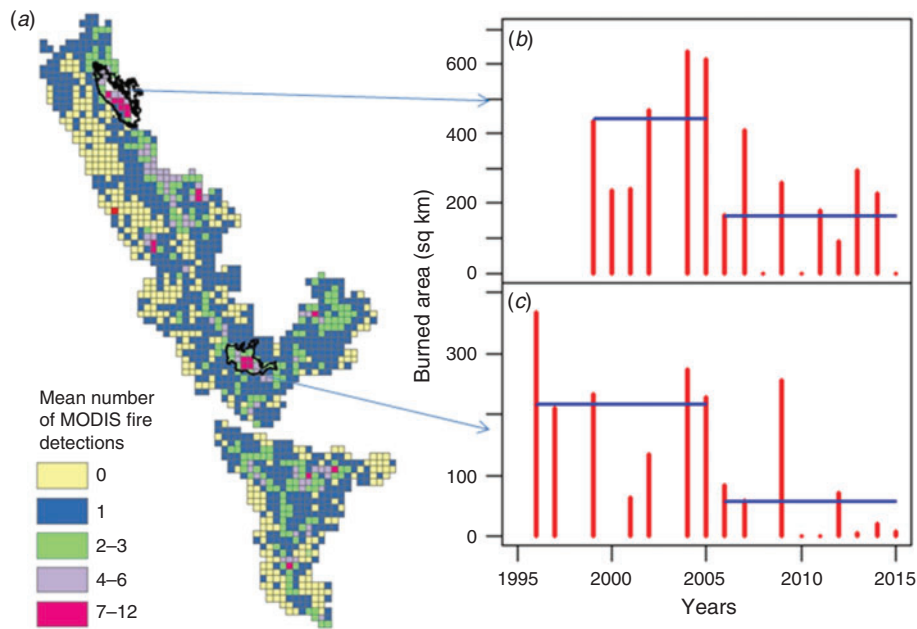 (a)
Mean number
of MODIS fire
detections
0
1
2–3
4–6
7–12
Burned area (sq km)
(b)
600
400
200
0
(c)
300
100
0
1995
2000
2005
2010
2015
Years